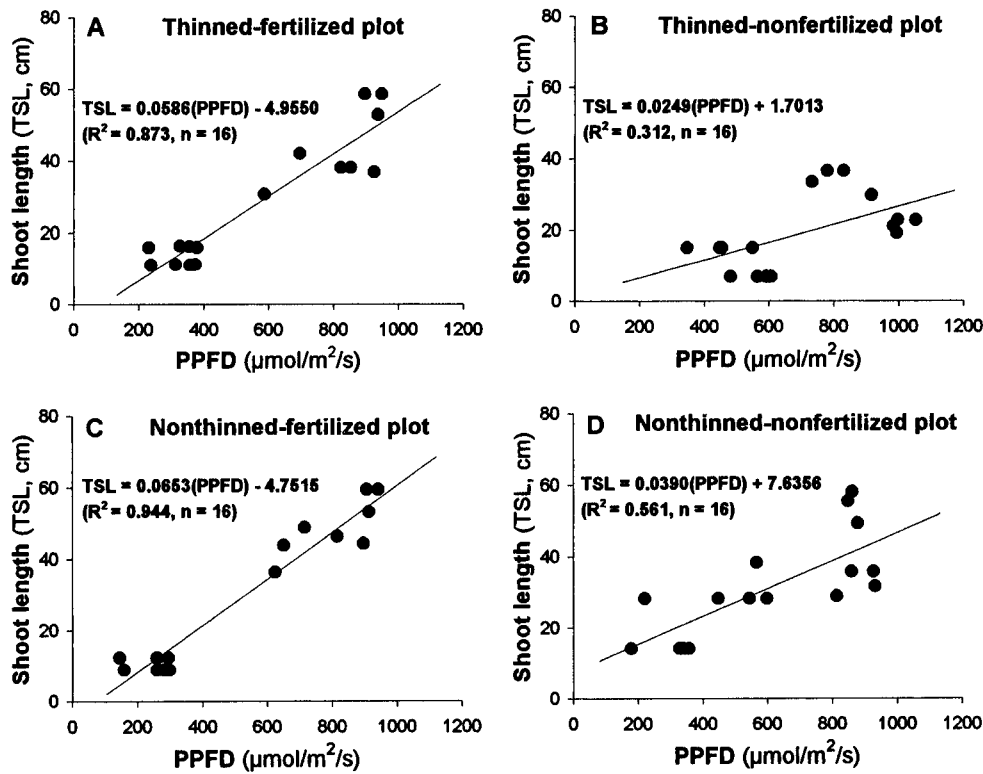 A Thinned-fertilized plot
TSL = 0.0586(PPFD) - 4.9550
(R² = 0.873, n = 16)
Shoot length (TSL, cm)
80
60
40
20
0
0 200 400 600 800 1000 1200
PPFD (µmol/m²/s)
B Thinned-nonfertilized plot
TSL = 0.0249(PPFD) + 1.7013
(R² = 0.312, n = 16)
Shoot length (TSL, cm)
80
60
40
20
0
0 200 400 600 800 1000 1200
PPFD (µmol/m²/s)
C Nonthinned-fertilized plot
TSL = 0.0653(PPFD) - 4.7515
(R² = 0.944, n = 16)
Shoot length (TSL, cm)
80
60
40
20
0
0 200 400 600 800 1000 1200
PPFD (µmol/m²/s)
D Nonthinned-nonfertilized plot
TSL = 0.0390(PPFD) + 7.6356
(R² = 0.561, n = 16)
Shoot length (TSL, cm)
80
60
40
20
0
0 200 400 600 800 1000 1200
PPFD (µmol/m²/s)